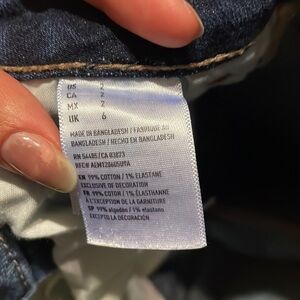 US 2
CA 2
MX 2
UK 6
MADE IN BANGLADESH / FABRIQUÉ AU
BANGLADESH / HECHO EN BANGLADESH
RN 54485/CA 03873
EN 99% COTTON / 1% ELASTANE
EXCLUSIVE OF DECORATION
FR 99% COTON / 1% ÉLASTHANNE
À L'EXCEPTION DE LA GARNITURE
SP 99% algodón / 1% elastano
EXCEPTO LA DECORACIÓN